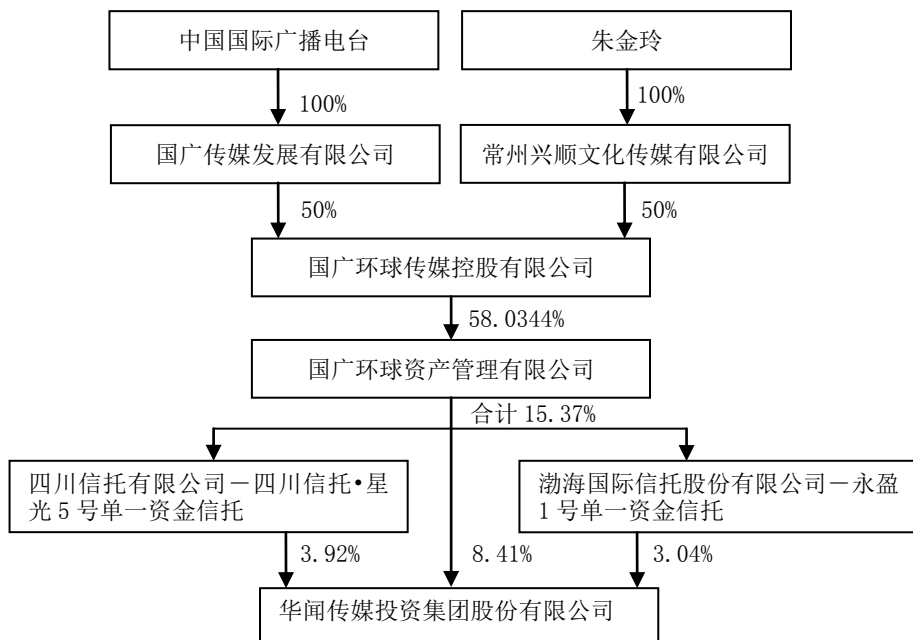 中国国际广播电台
朱金玲
100%
100%
国广传媒发展有限公司
常州兴顺文化传媒有限公司
50%
50%
国广环球传媒控股有限公司
58.0344%
国广环球资产管理有限公司
合计 15.37%
四川信托有限公司－四川信托•星
光 5 号单一资金信托
渤海国际信托股份有限公司－永盈
1 号单一资金信托
3.92%
8.41%
3.04%
华闻传媒投资集团股份有限公司